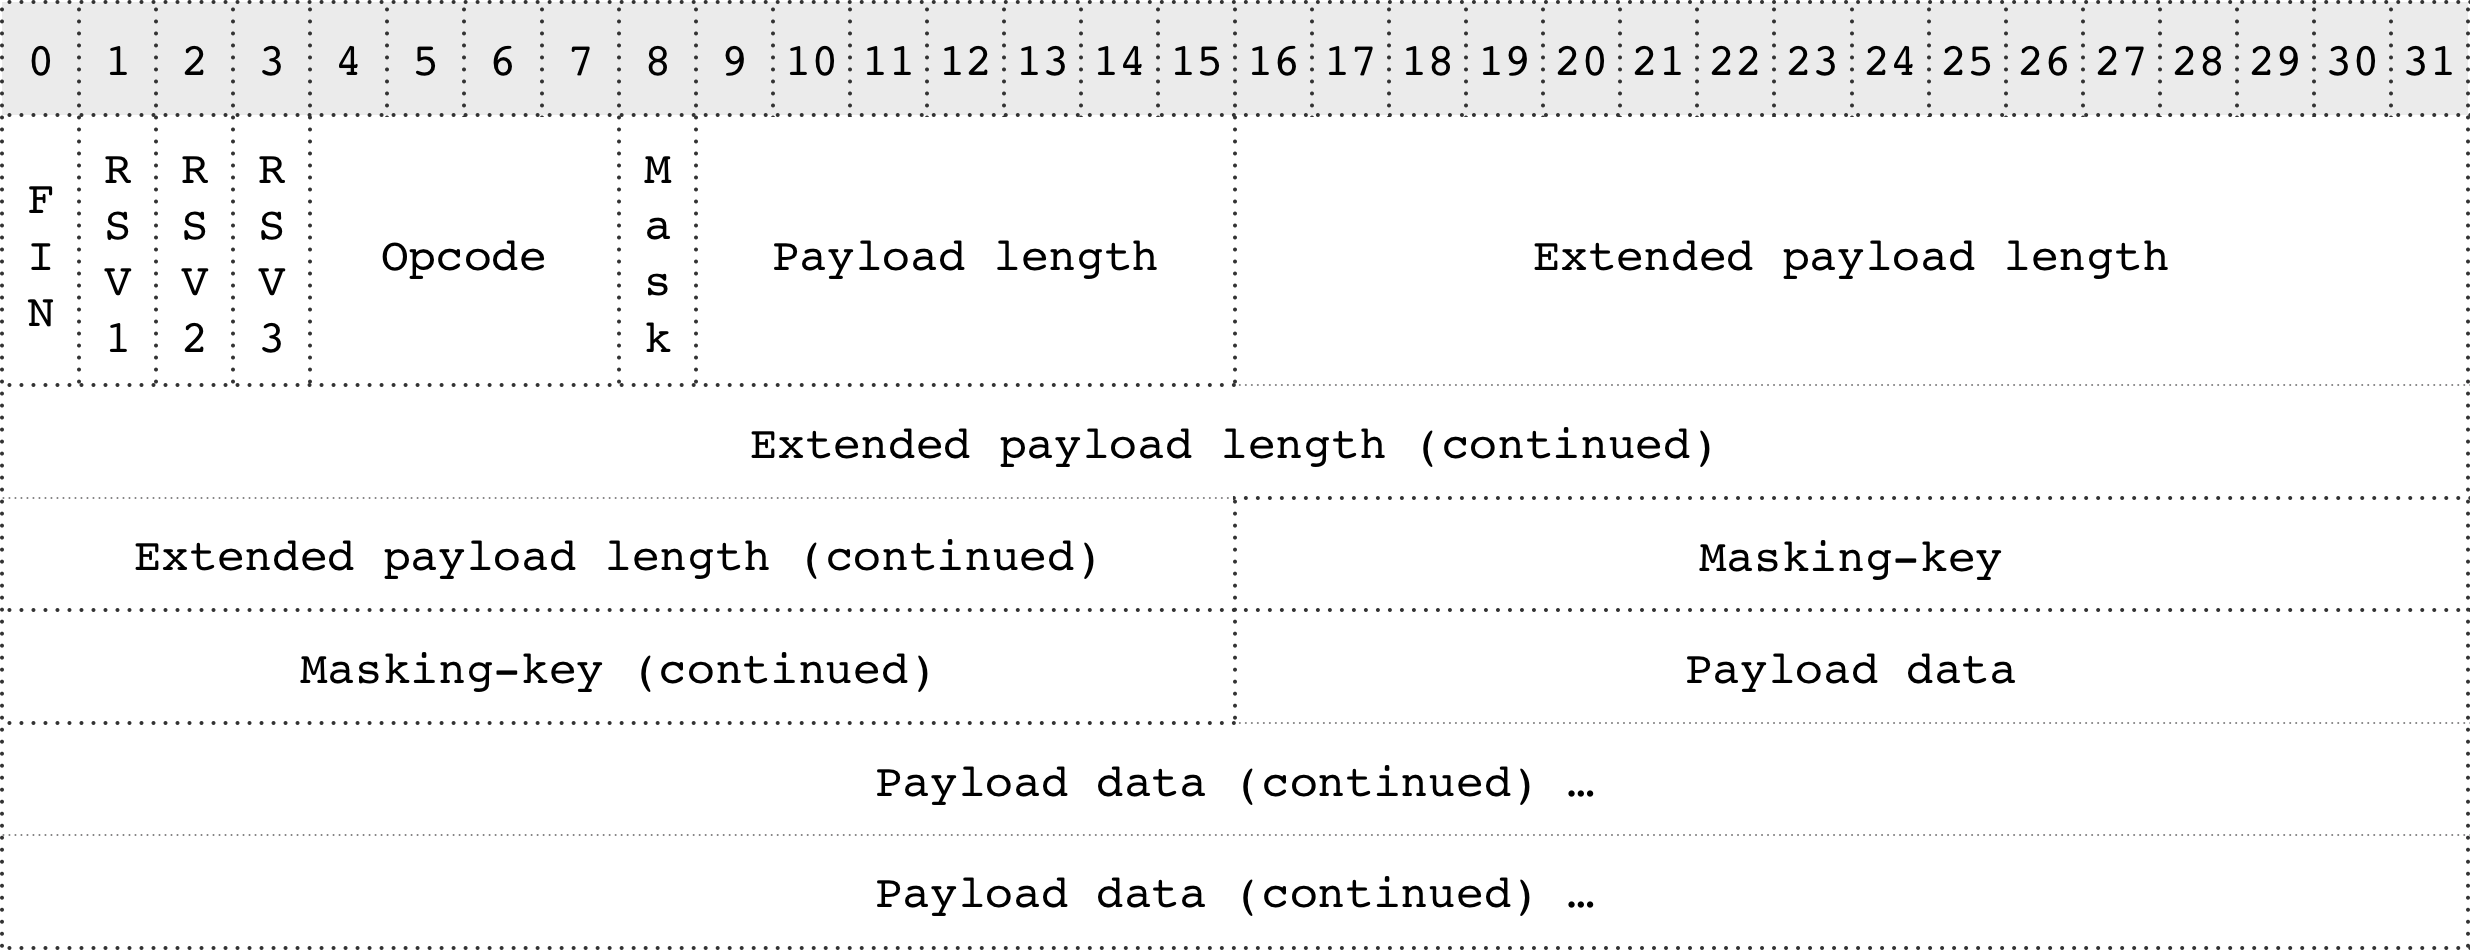 0 1 2 3 4 5 6 7 8 9 10 11 12 13 14 15 16 17 18 19 20 21 22 23 24 25 26 27 28 29 30 31
FIN RSV1 RSV2 RSV3 Opcode Mask Payload length Extended payload length
Extended payload length (continued)
Extended payload length (continued) Masking-key
Masking-key (continued) Payload data
Payload data (continued) …
Payload data (continued) …